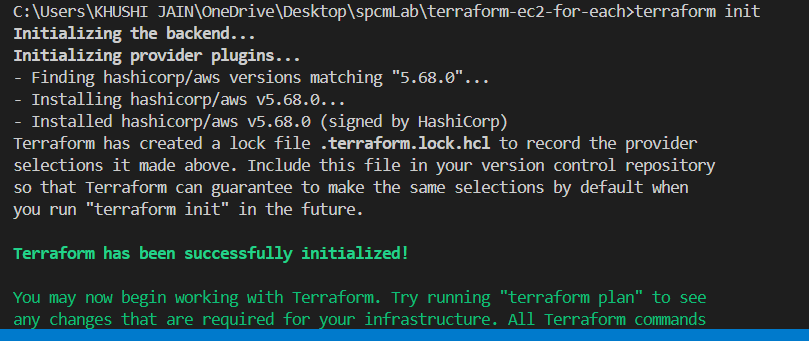 C:\Users\KHUSHI JAIN\OneDrive\Desktop\spcmLab\terraform-ec2-for-each>terraform init
Initializing the backend...
Initializing provider plugins...
- Finding hashicorp/aws versions matching "5.68.0"...
- Installing hashicorp/aws v5.68.0...
- Installed hashicorp/aws v5.68.0 (signed by HashiCorp)
Terraform has created a lock file .terraform.lock.hcl to record the provider
selections it made above. Include this file in your version control repository
so that Terraform can guarantee to make the same selections by default when
you run "terraform init" in the future.
Terraform has been successfully initialized!
You may now begin working with Terraform. Try running "terraform plan" to see
any changes that are required for your infrastructure. All Terraform commands